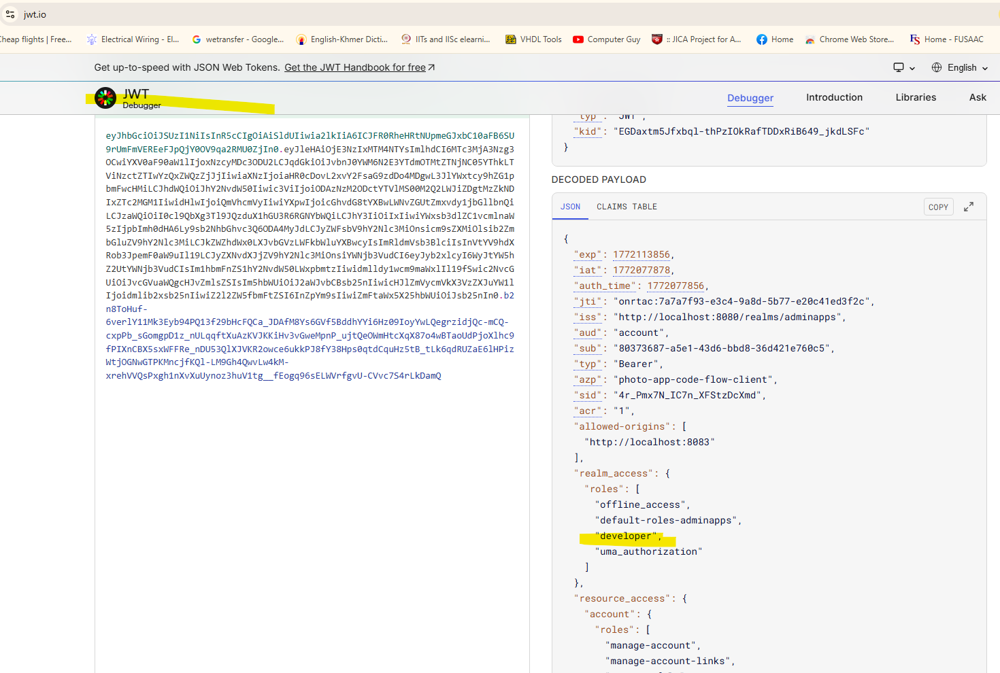 jwt.io
Cheap flights | Free...
Electrical Wiring - El...
wetransfer - Google...
English-Khmer Dicti...
IITs and IISc elearni...
VHDL Tools
Computer Guy
:: JICA Project for A...
Home
Chrome Web Store...
Home - FUSAAC
Get up-to-speed with JSON Web Tokens. Get the JWT Handbook for free
English
JWT
Debugger
Debugger
Introduction
Libraries
Ask
eyJhbGciOiJSUzI1NiIsInR5cCIgOiAiSldUIiwia2lkIiA6ICJFR0RheHRtNUpmeGJxbC10aFB6SU
9rUmFmVEREeFJpQjY0OV9qa2RMU0ZjIn0.eyJleHAiOjE3NzIxMTM4NTYsImlhdCI6MTc3MjA3Nzg3
OCwiYXV0aF90aW1lIjoxNzcyMDc3ODU2LCJqdGkiOiJvbnJ0YWM6N2E3YTdmOTMtZTNjNC05YThkLT
ViNzctZTIwYzQxZWQzZjJjIiwiaXNzIjoiaHR0cDovL2xvY2FsaG9zdDo4MDgwL3JlYWxtcy9hZG1p
bmFwcHMiLCJhdWQiOiJhY2NvdW50Iiwic3ViIjoiODAzNzM2ODctYTVlMS00M2Q2LWJiZDgtMzZkND
IxZTc2MGM1IiwidHlwIjoiQmVhcmVyIiwiYXpwIjoicGhvdG8tYXBwLWNvZGUtZmxvdy1jbGllbnQi
LCJzaWQiOiI0cl9QbXg3Tl9JQzduX1hGU3R6RGNYbWQiLCJhY3IiOiIxIiwiYWxsb3dlZC1vcmlnaW
5zIjpbImh0dHA6Ly9sb2NhbGhvc3Q6ODA4MyJdLCJyZWFsbV9hY2Nlc3MiOnsicm9sZXMiOlsib2Zm
bGluZV9hY2Nlc3MiLCJkZWZhdWx0LXJvbGVzLWFkbWluYXBwcyIsImRldmVsb3BlciIsInVtYV9hdX
Rob3JpemF0aW9uIl19LCJyZXNvdXJjZV9hY2Nlc3MiOnsiYWNjb3VudCI6eyJyb2xlcyI6WyJtYW5h
Z2UtYWNjb3VudCIsIm1hbmFnZS1hY2NvdW50LWxpbmtzIiwidmlldy1wcm9maWxlIl19fSwic2NvcG
UiOiJvcGVuaWQgcHJvZmlsZSIsIm5hbWUiOiJ2aWJvbCBsb25nIiwicHJlZmVycmVkX3VzZXJuYW1l
Ijoidmlib2xsb25nIiwiZ2l2ZW5fbmFtZSI6InZpYm9sIiwiZmFtaWx5X25hbWUiOiJsb25nIn0.b2
n8ToHuf-
6verlY11Mk3Eyb94PQ13f29bHcFQCa_JDAfM8Ys6GVf5BddhYYi6Hz09IoyYwLQegrzidjQc-mCQ-
cxpPb_sGomgpD1z_nULqqftXuAzKVJKKiHv3vGweMpnP_ujtQeOWmHtcXqX87o4wBTaoUdPjoXlhc9
fPIXnCBX5sxWFFRe_nDU53QlXJVKR2owce6ukkPJ8fY38Hps0qtdCquHz5tB_tLk6qdRUZaE6lHPiz
WtjOGNwGTPKMncjfKQl-LM9Gh4QwvLw4kM-
xrehVVQsPxgh1nXvXuUynoz3huV1tg__fEogq96sELWVrfgvU-CVvc7S4rLkDamQ
"typ": "JWT",
"kid": "EGDaxtm5Jfxbql-thPzIOkRafTDDxRiB649_jkdLSFc"
}
DECODED PAYLOAD
JSON
CLAIMS TABLE
COPY
{
"exp": 1772113856,
"iat": 1772077878,
"auth_time": 1772077856,
"jti": "onrtac:7a7a7f93-e3c4-9a8d-5b77-e20c41ed3f2c",
"iss": "http://localhost:8080/realms/adminapps",
"aud": "account",
"sub": "80373687-a5e1-43d6-bbd8-36d421e760c5",
"typ": "Bearer",
"azp": "photo-app-code-flow-client",
"sid": "4r_Pmx7N_IC7n_XFStzDcXmd",
"acr": "1",
"allowed-origins": [
"http://localhost:8083"
],
"realm_access": {
"roles": [
"offline_access",
"default-roles-adminapps",
"developer",
"uma_authorization"
]
},
"resource_access": {
"account": {
"roles": [
"manage-account",
"manage-account-links",